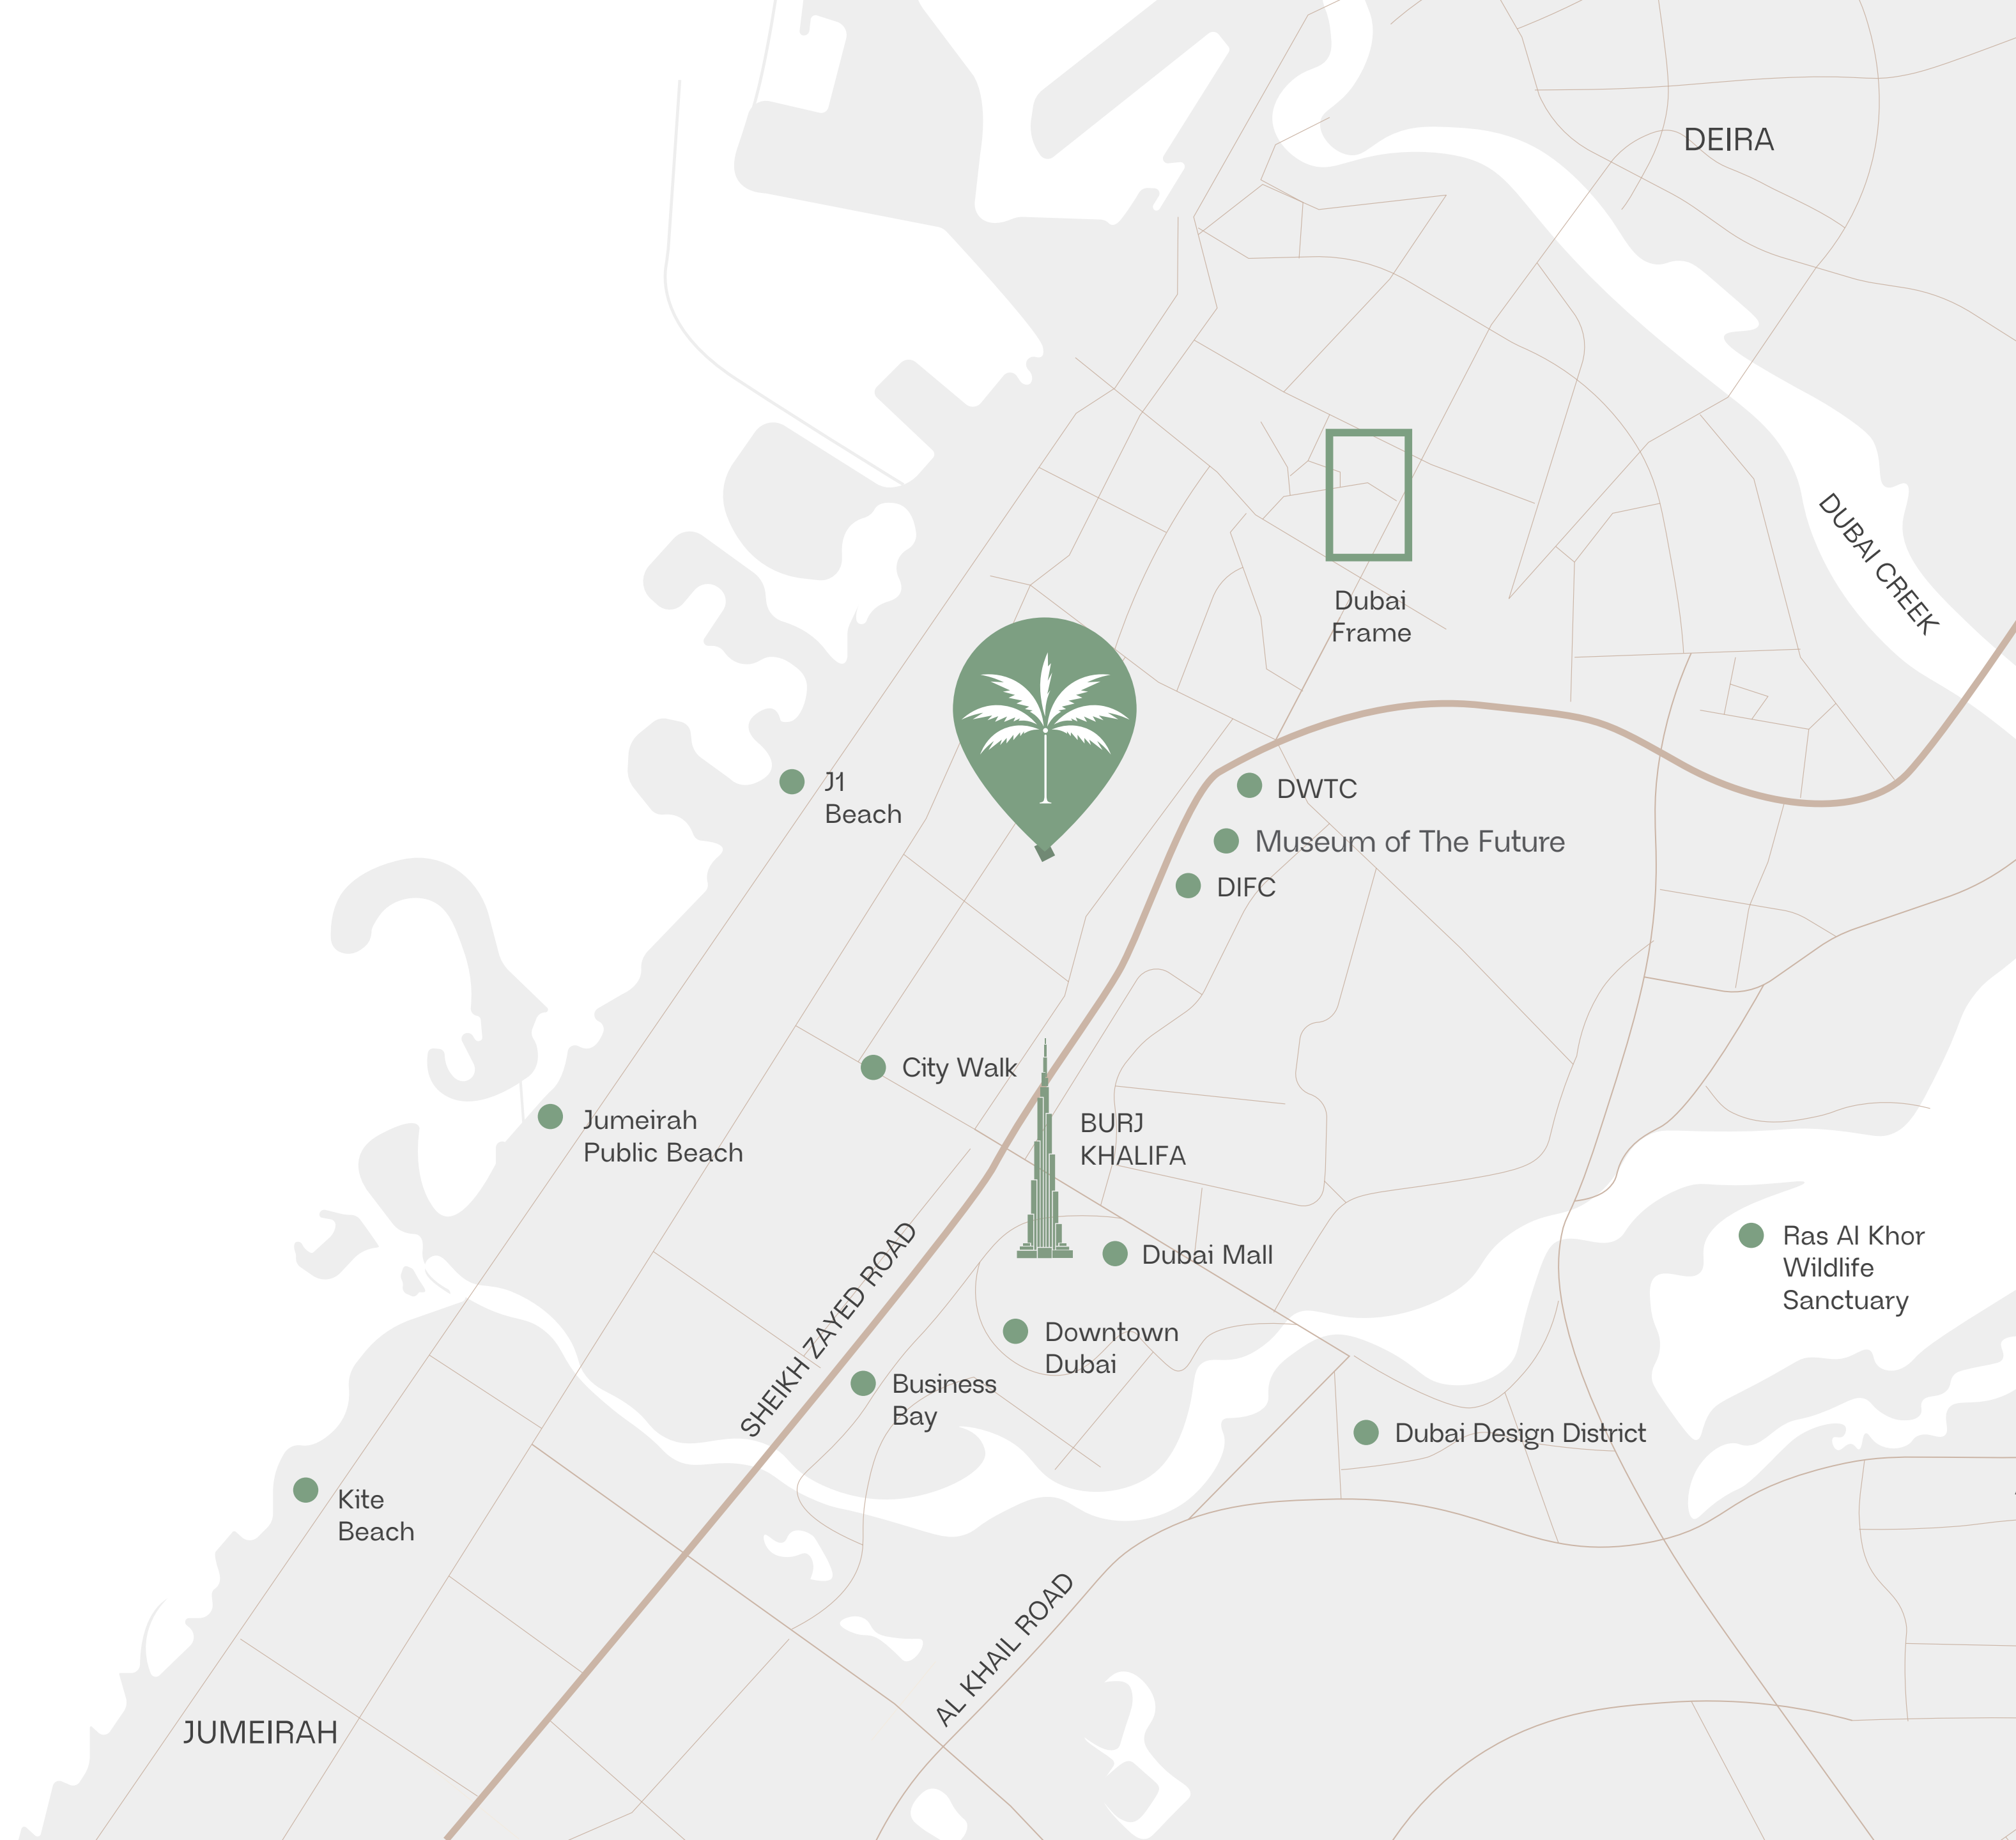 DEIRA
DUBAI CREEK
Dubai
Frame
J1
Beach
DWTC
Museum of The Future
DIFC
City Walk
Jumeirah
Public Beach
BURJ
KHALIFA
Ras Al Khor
Wildlife
Sanctuary
Dubai Mall
SHEIKH ZAYED ROAD
Downtown
Dubai
Business
Bay
Dubai Design District
Kite
Beach
AL KHAIL ROAD
JUMEIRAH